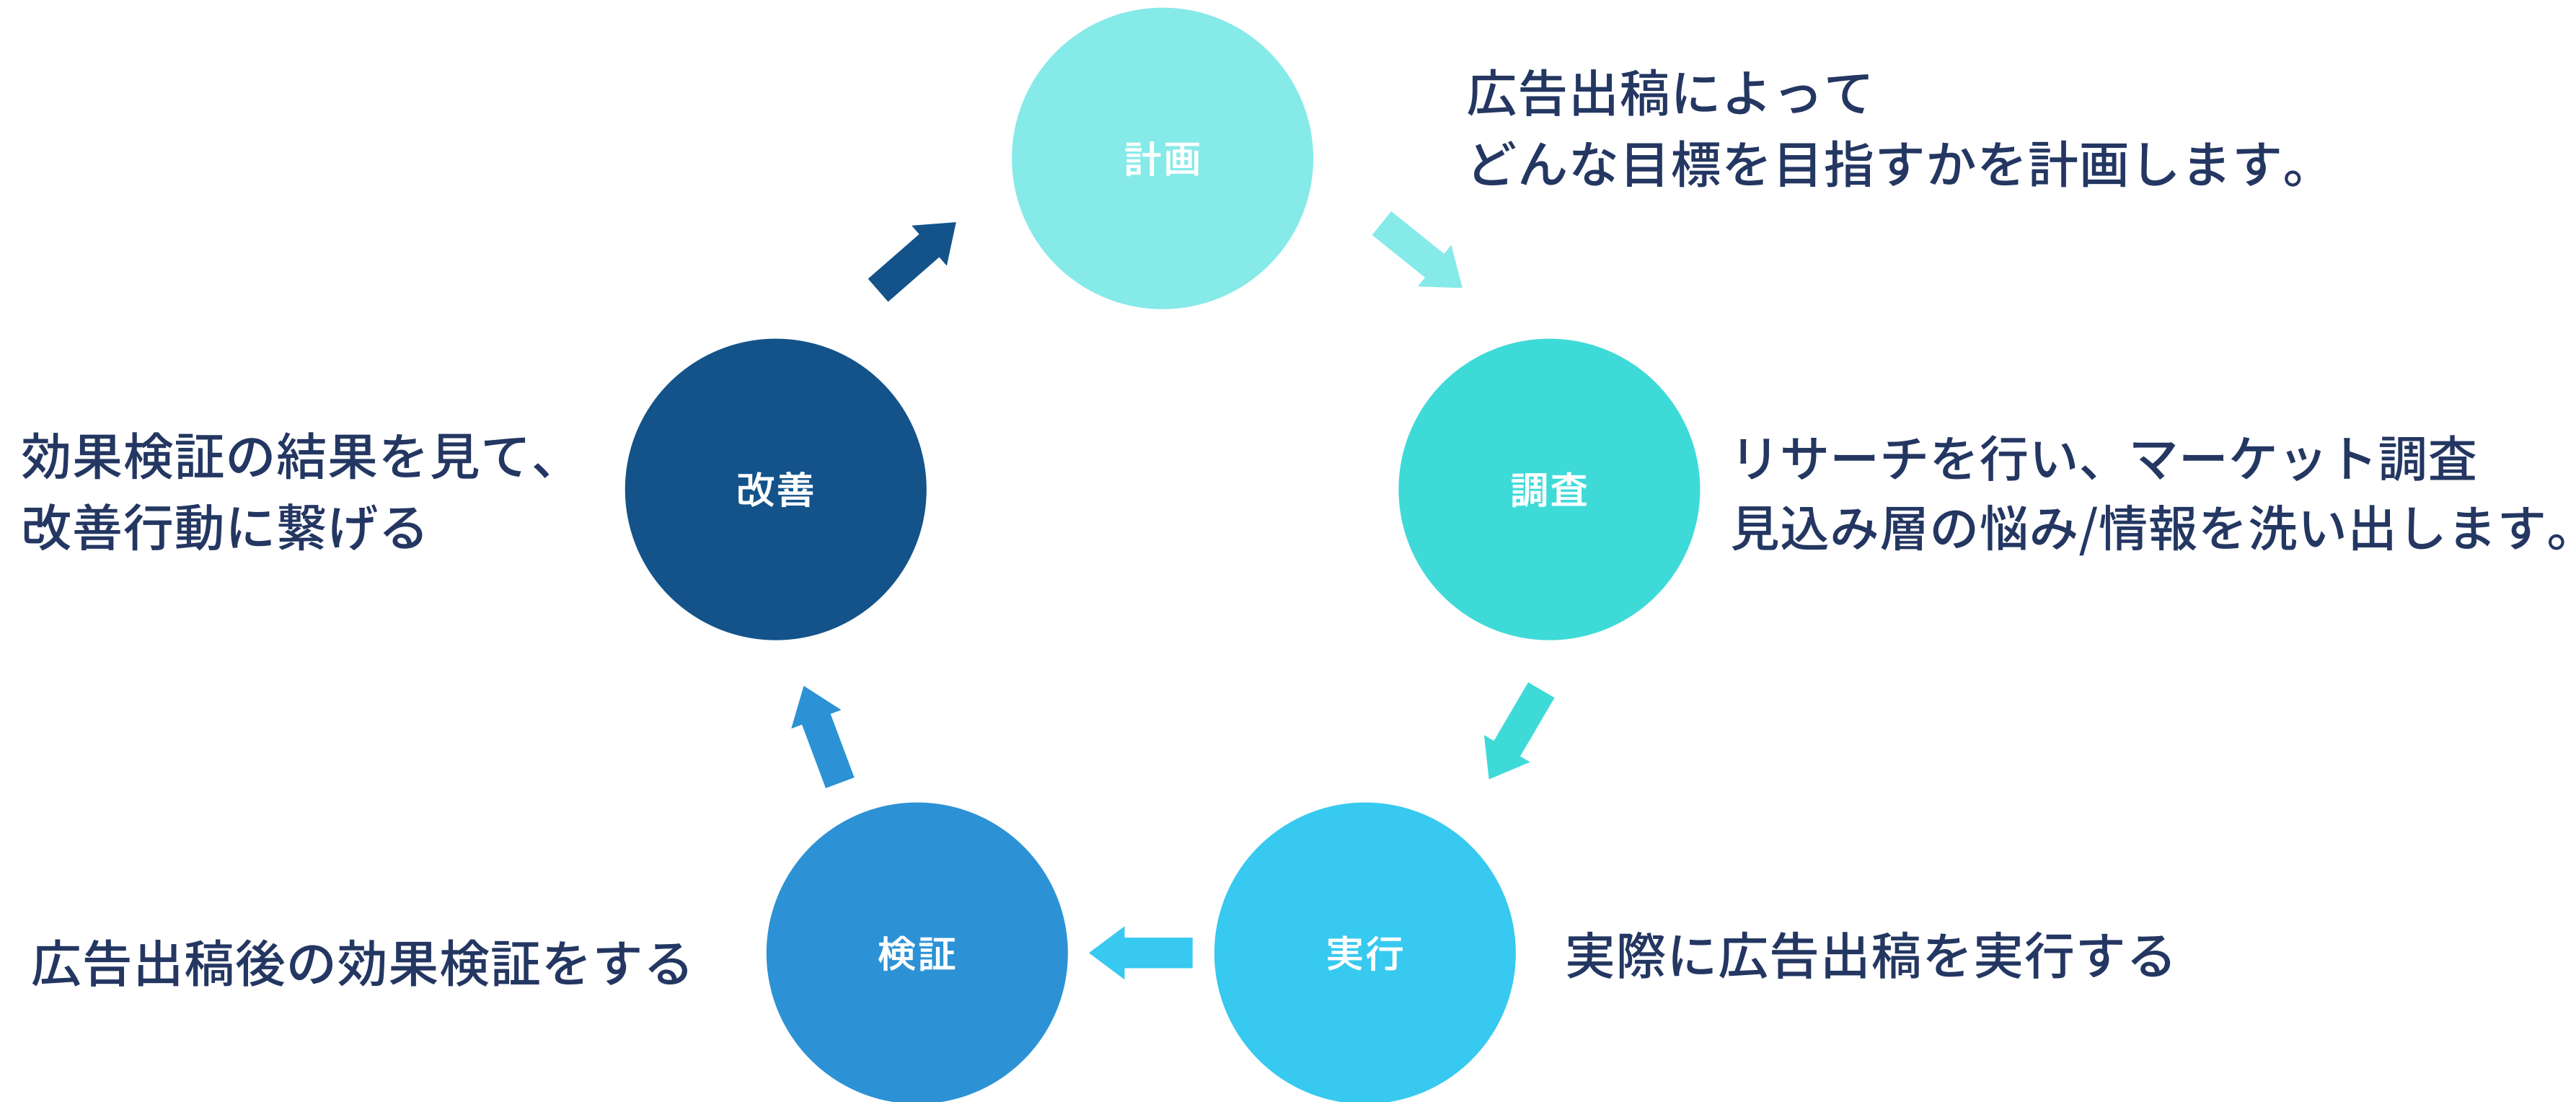 計画
広告出稿によって
どんな目標を目指すかを計画します。
調査
リサーチを行い、マーケット調査
見込み層の悩み/情報を洗い出します。
実行
実際に広告出稿を実行する
検証
広告出稿後の効果検証をする
改善
効果検証の結果を見て、
改善行動に繋げる